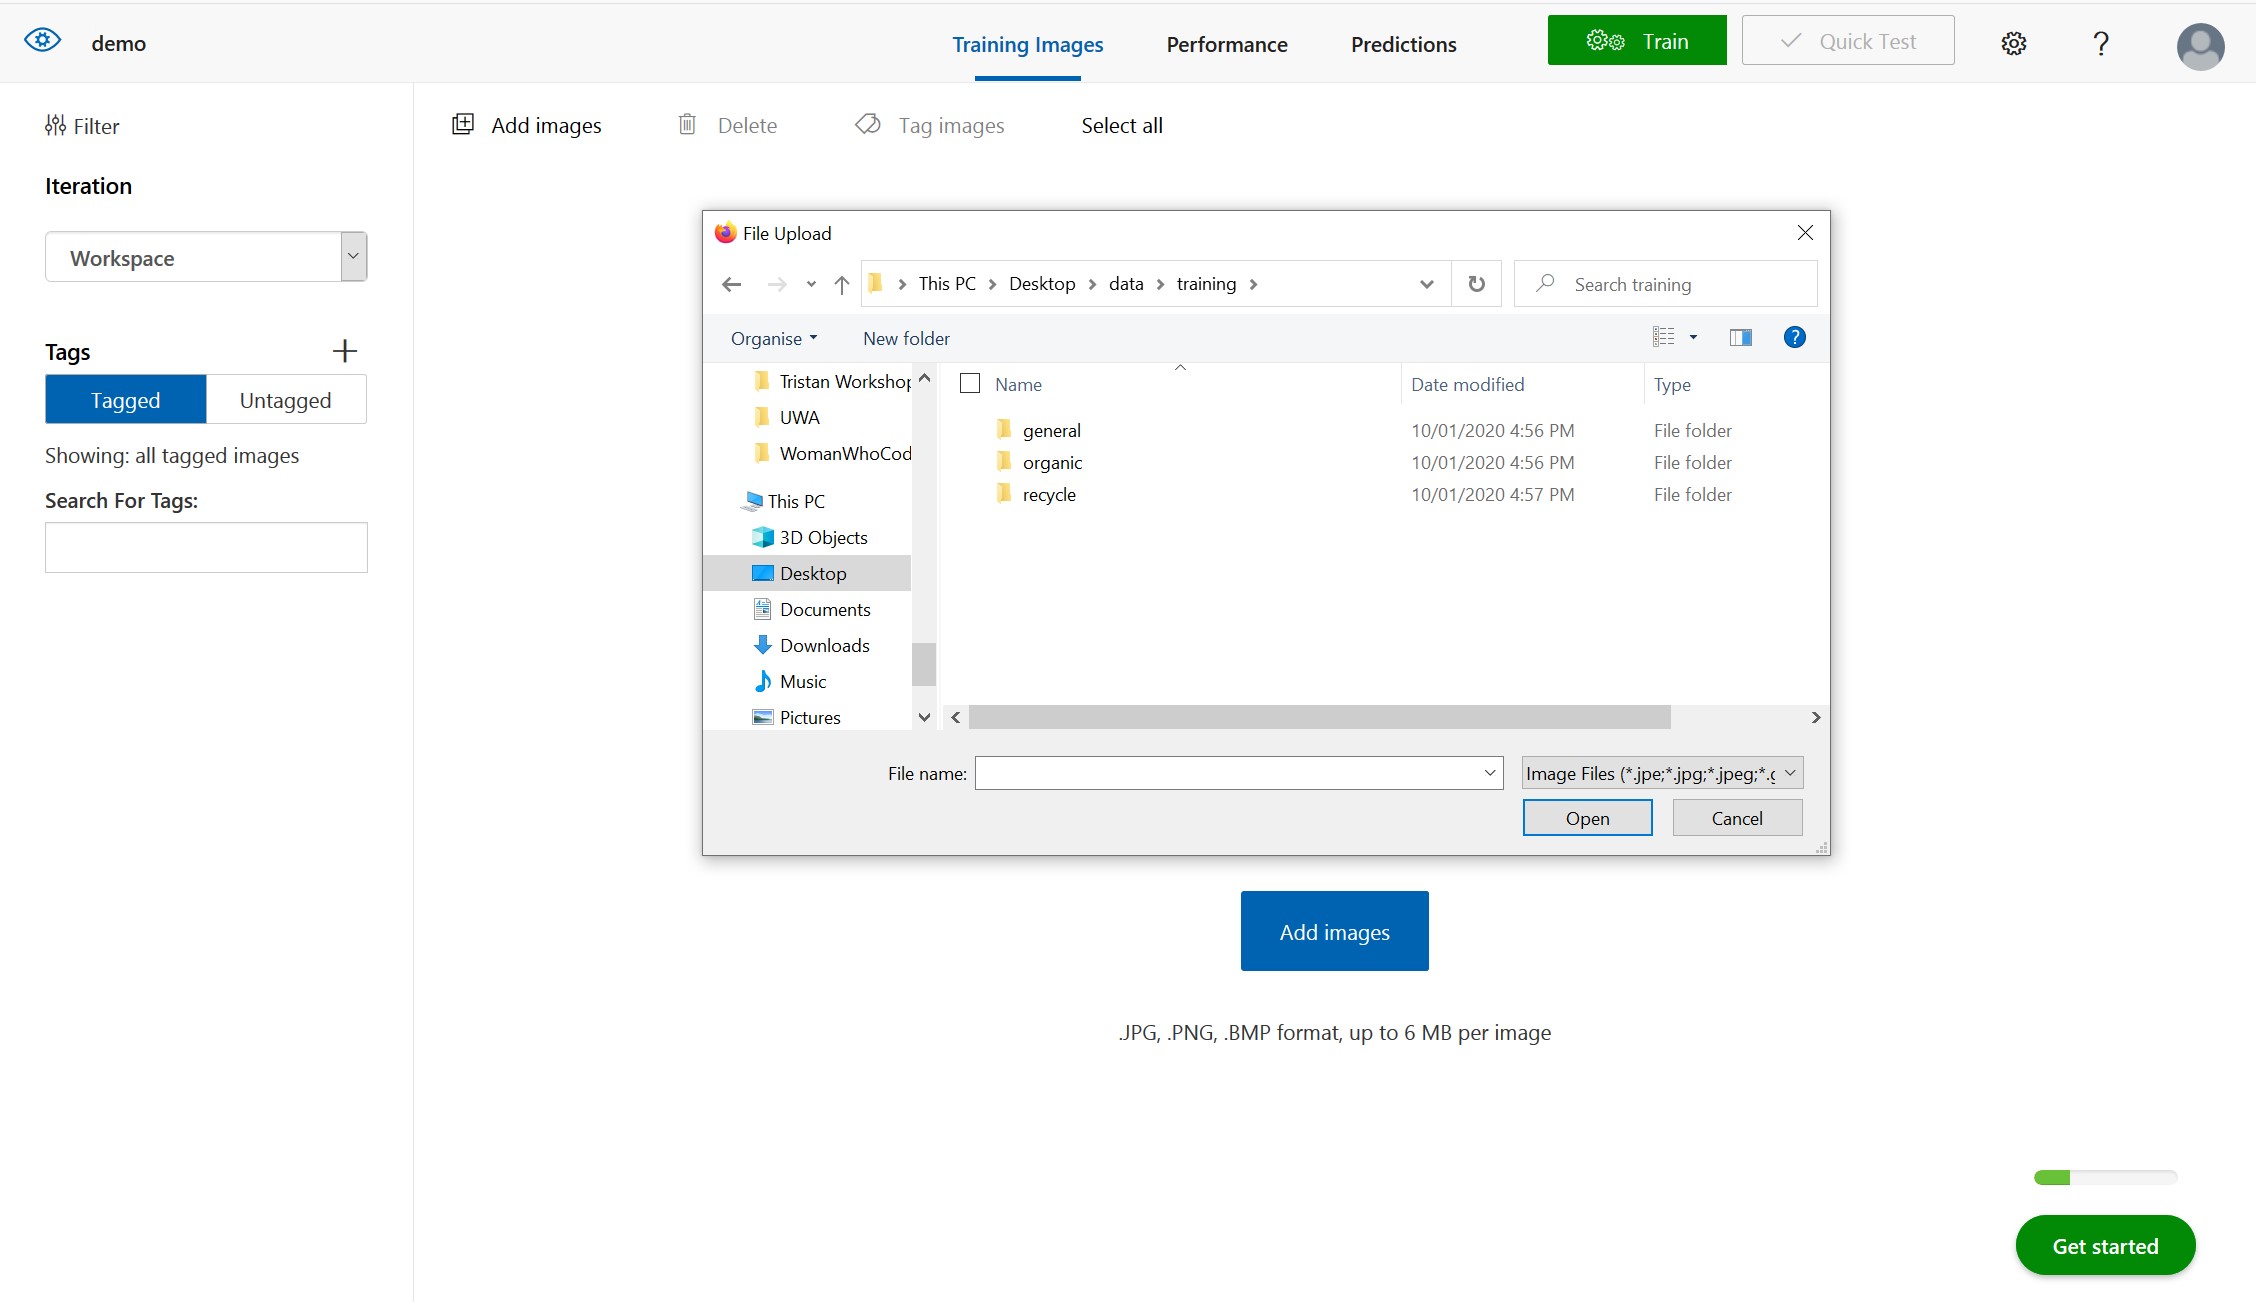 demo
Training Images
Performance
Predictions
Train
Quick Test
?
Filter
Add images
Delete
Tag images
Select all
Iteration
Workspace
Tags
Tagged
Untagged
Showing: all tagged images
Search For Tags:
File Upload
This PC > Desktop > data > training >
Search training
Organise
New folder
?
Tristan Workshop
UWA
WomanWhoCod
This PC
3D Objects
Desktop
Documents
Downloads
Music
Pictures
Name Date modified Type
general 10/01/2020 4:56 PM File folder
organic 10/01/2020 4:56 PM File folder
recycle 10/01/2020 4:57 PM File folder
File name:
Image Files (*.jpe;*.jpg;*.jpeg;*.g
Open
Cancel
Add images
.JPG, .PNG, .BMP format, up to 6 MB per image
Get started